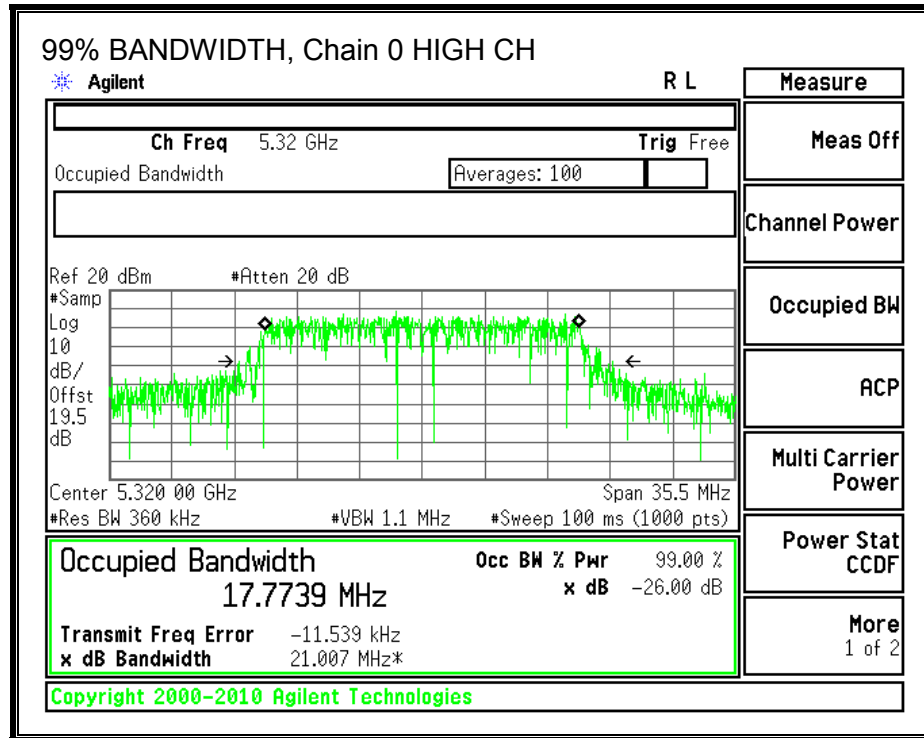 99% BANDWIDTH, Chain 0 HIGH CH
Agilent R L
Ch Freq 5.32 GHz Trig Free
Occupied Bandwidth Averages: 100
Ref 20 dBm #Atten 20 dB
#Samp
Log
10
dB/
Offst
19.5
dB
Center 5.320 00 GHz Span 35.5 MHz
#Res BW 360 kHz #VBW 1.1 MHz #Sweep 100 ms (1000 pts)
Occupied Bandwidth Occ BW % Pwr 99.00 %
17.7739 MHz x dB -26.00 dB
Transmit Freq Error -11.539 kHz
x dB Bandwidth 21.007 MHz*
Copyright 2000-2010 Agilent Technologies
Measure
Meas Off
Channel Power
Occupied BW
ACP
Multi Carrier
Power
Power Stat
CCDF
More
1 of 2